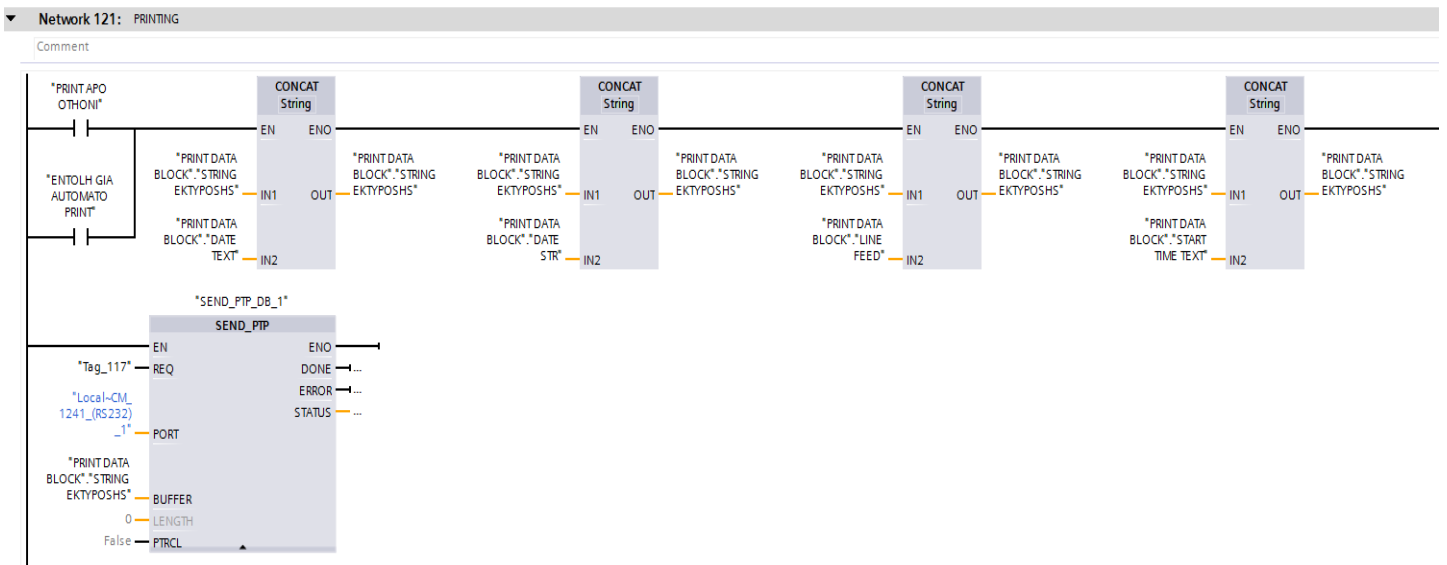 Network 121: PRINTING
Comment
"PRINT APO
OTHONI"
"ENTOLH GIA
AUTOMATO
PRINT"
CONCAT
String
EN ENO
"PRINT DATA
BLOCK"."STRING
EKTYPOSHS"
IN1
"PRINT DATA
BLOCK"."DATE
TEXT"
IN2
OUT
"PRINT DATA
BLOCK"."STRING
EKTYPOSHS"
CONCAT
String
EN ENO
"PRINT DATA
BLOCK"."STRING
EKTYPOSHS"
IN1
"PRINT DATA
BLOCK"."DATE
STR"
IN2
OUT
"PRINT DATA
BLOCK"."STRING
EKTYPOSHS"
CONCAT
String
EN ENO
"PRINT DATA
BLOCK"."STRING
EKTYPOSHS"
IN1
"PRINT DATA
BLOCK"."LINE
FEED"
IN2
OUT
"PRINT DATA
BLOCK"."STRING
EKTYPOSHS"
CONCAT
String
EN ENO
"PRINT DATA
BLOCK"."STRING
EKTYPOSHS"
IN1
"PRINT DATA
BLOCK"."START
TIME TEXT"
IN2
OUT
"PRINT DATA
BLOCK"."STRING
EKTYPOSHS"
"SEND_PTP_DB_1"
SEND_PTP
EN ENO
"Tag_117" REQ DONE ...
ERROR ...
"Local~CM_
1241_(RS232)
_1" PORT
STATUS ...
"PRINT DATA
BLOCK"."STRING
EKTYPOSHS" BUFFER
0 LENGTH
False PTRCL